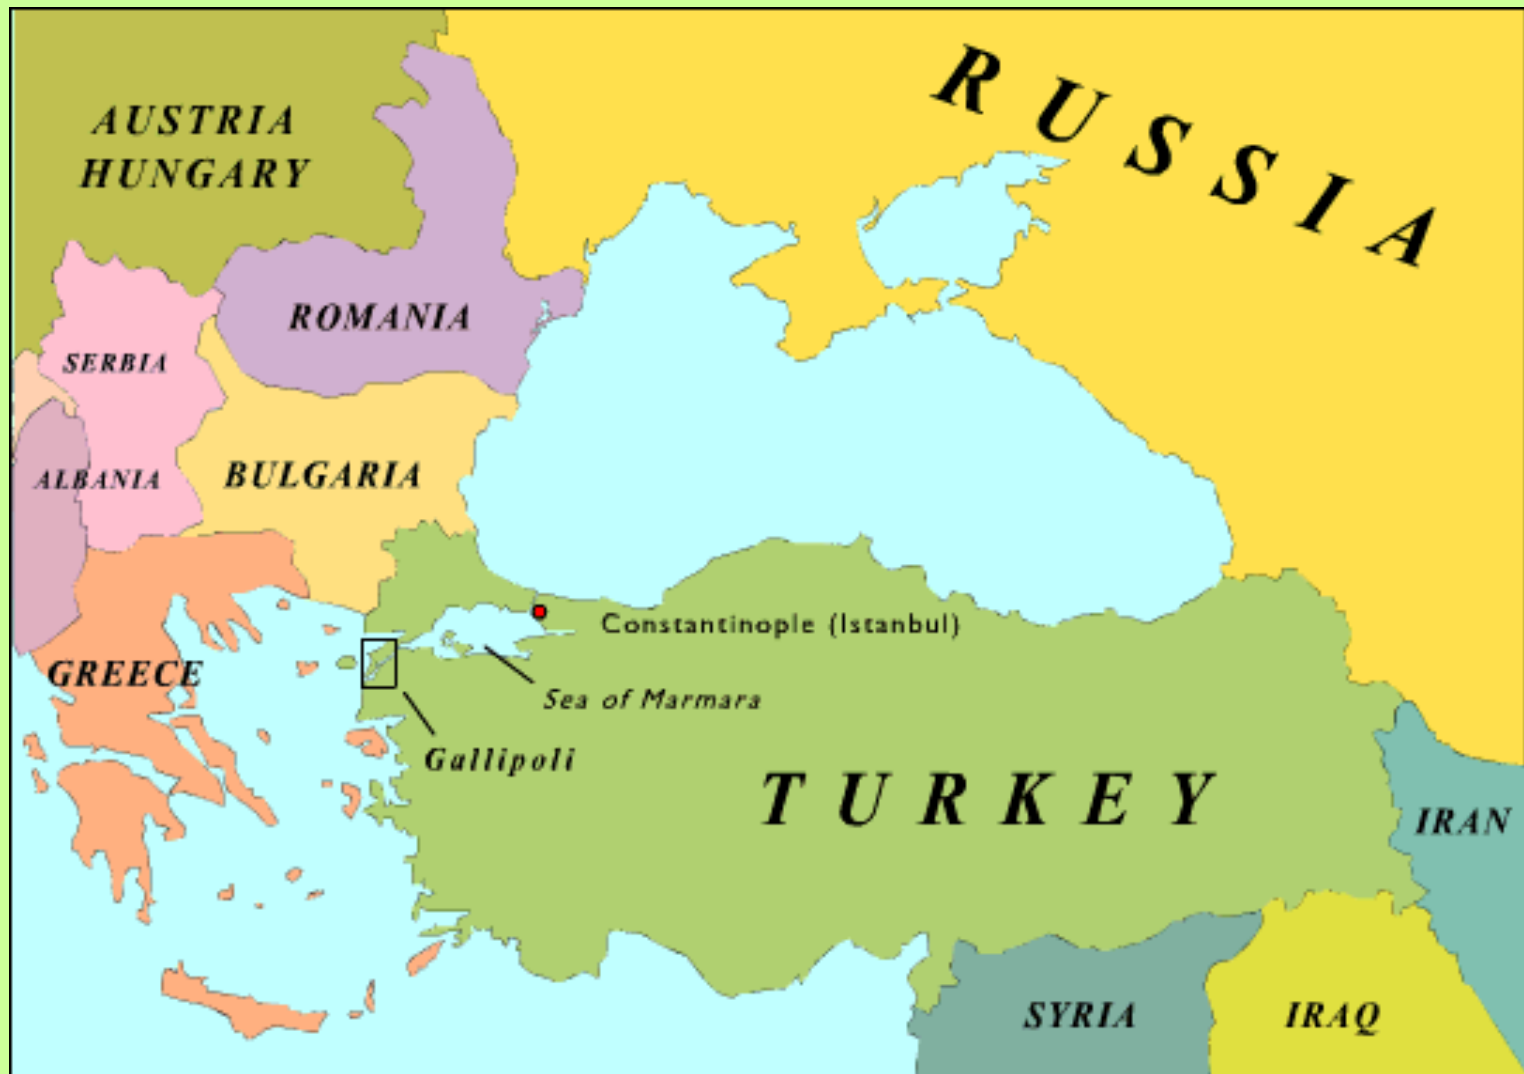 RUSSIA
AUSTRIA
HUNGARY
ROMANIA
SERBIA
ALBANIA
BULGARIA
Constantinople (Istanbul)
GREECE
Sea of Marmara
Gallipoli
TURKEY
IRAN
SYRIA
IRAQ